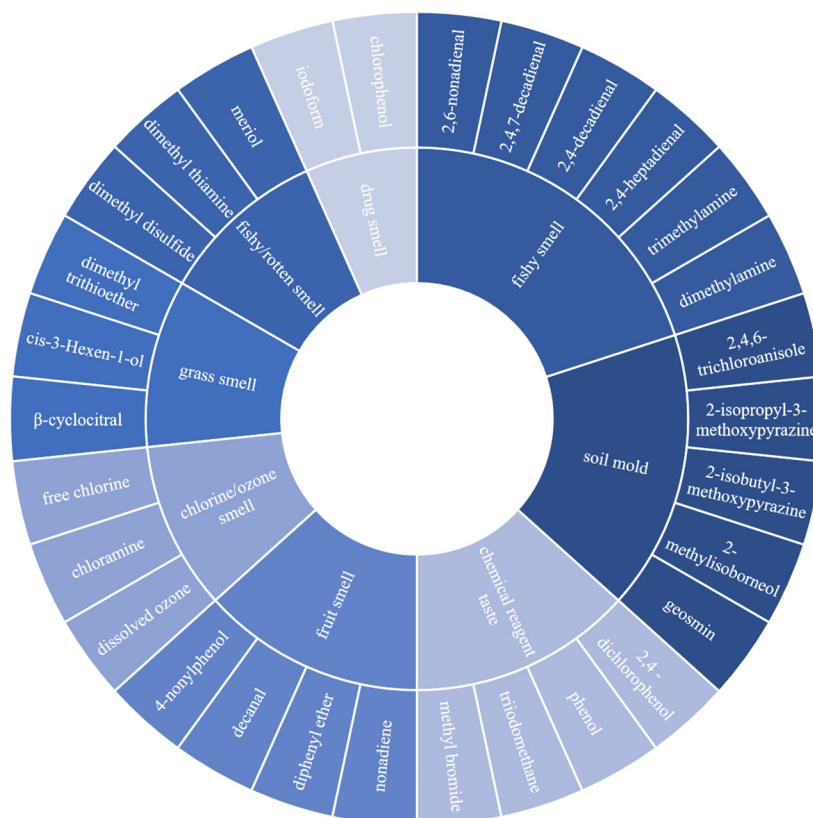 fishy smell
2,6-nonadienal
2,4,7-decadienal
2,4-decadienal
2,4-heptadienal
trimethylamine
dimethylamine
soil mold
2,4,6-
trichloroanisole
2-isopropyl-3-
methoxypyrazine
2-isobutyl-3-
methoxypyrazine
2-
methylisoborneol
geosmin
chemical reagent
taste
2,4 -
dichlorophenol
phenol
triiodomethane
methyl bromide
fruit smell
nonadiene
diphenyl ether
decanal
4-nonylphenol
chlorine/ozone
smell
dissolved ozone
chloramine
free chlorine
grass smell
β-cyclocitral
cis-3-Hexen-1-ol
dimethyl
trithioether
fishy/rotten smell
dimethyl disulfide
dimethyl thiamine
meriol
drug smell
iodoform
chlorophenol